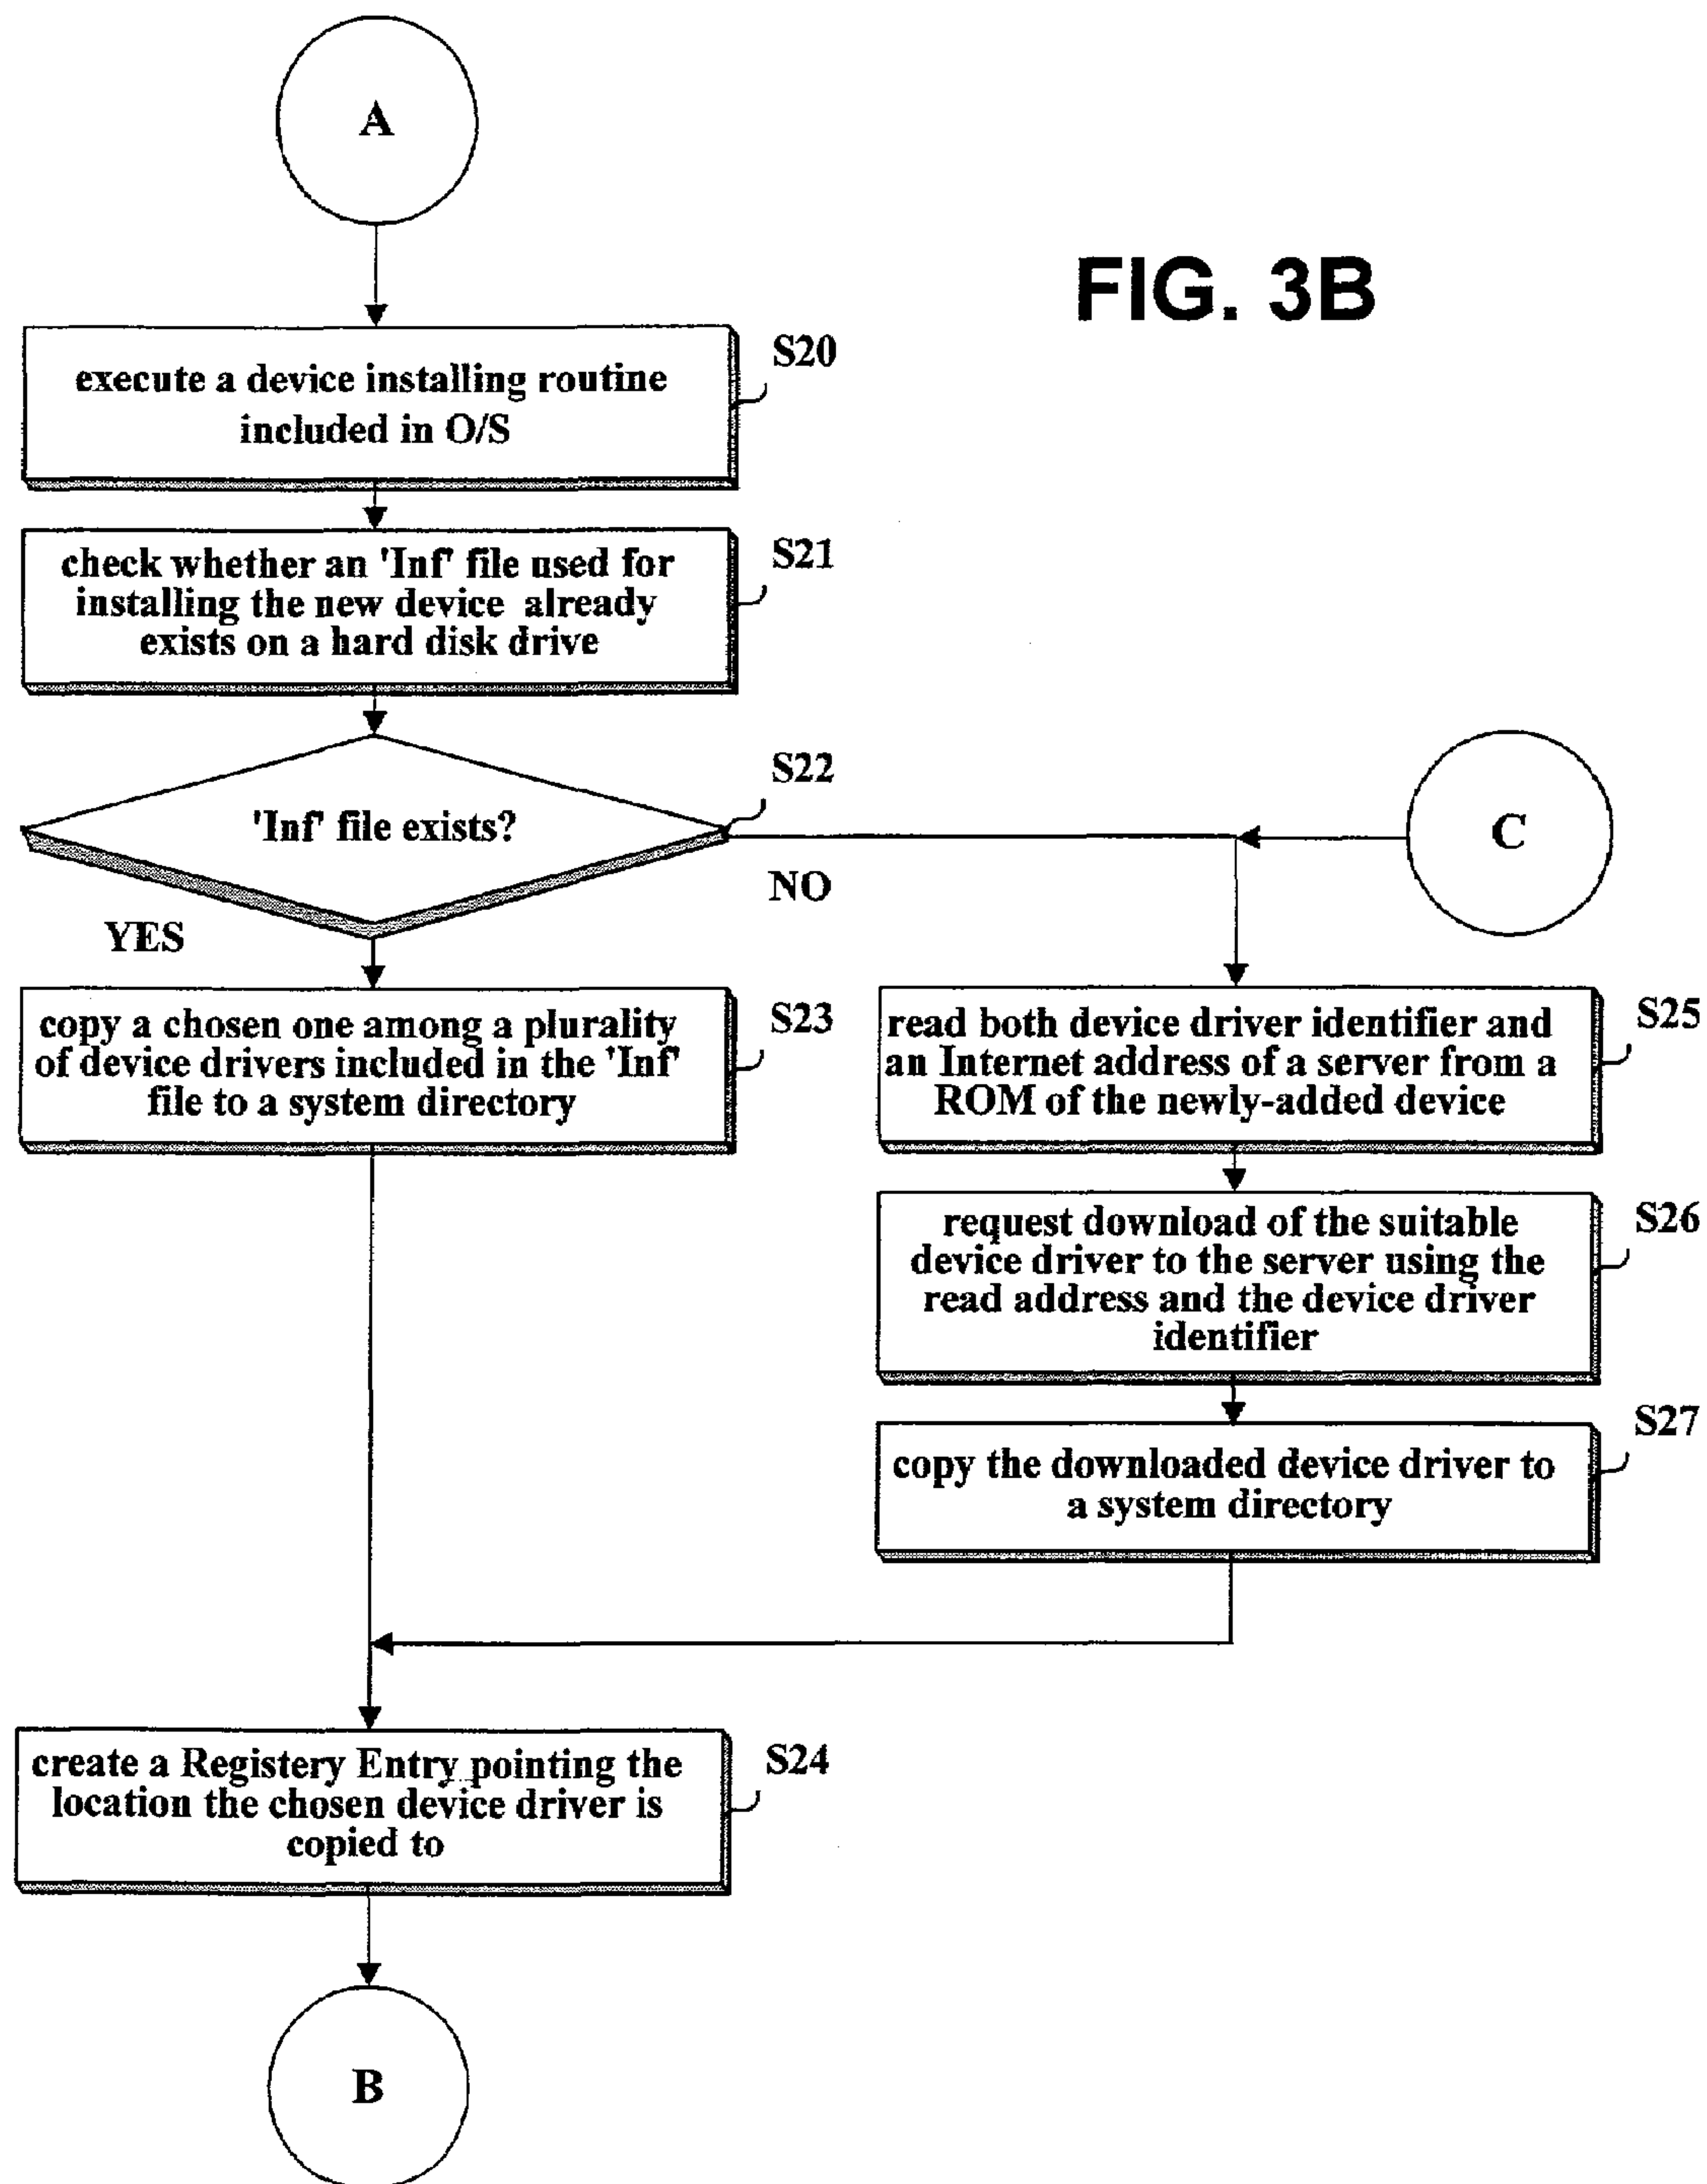 A
FIG. 3B
S20
execute a device installing routine
included in O/S
S21
check whether an 'Inf' file used for
installing the new device already
exists on a hard disk drive
S22
'Inf' file exists?
C
NO
YES
S23
copy a chosen one among a plurality
of device drivers included in the 'Inf'
file to a system directory
S25
read both device driver identifier and
an Internet address of a server from a
ROM of the newly-added device
S26
request download of the suitable
device driver to the server using the
read address and the device driver
identifier
S27
copy the downloaded device driver to
a system directory
S24
create a Registery Entry pointing the
location the chosen device driver is
copied to
B